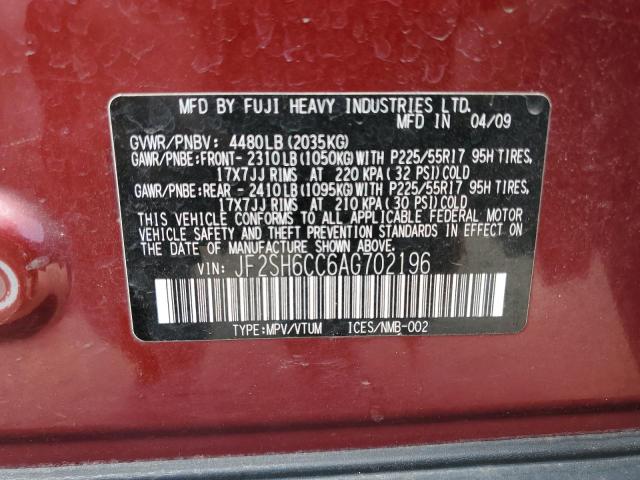 MFD BY FUJI HEAVY INDUSTRIES LTD.
MFD IN 04/09
GVWR/PNBV: 4480LB(2035KG)
GAWR/PNBE:FRONT- 2310LB(1050KG)WITH P225/55R17 95H TIRES,
17X7JJ RIMS AT 220 KPA(32 PSI)COLD
GAWR/PNBE:REAR - 2410LB(1095KG)WITH P225/55R17 95H TIRES,
17X7JJ RIMS AT 210 KPA(30 PSI)COLD
THIS VEHICLE CONFORMS TO ALL APPLICABLE FEDERAL MOTOR
VEHICLE SAFETY AND THEFT PREVENTION STANDARDS IN EFFECT ON
THE DATE OF MANUFACTURE SHOWN ABOVE.
VIN: JF2SH6CC6AG702196
TYPE:MPV/VTUM ICES/NMB-002